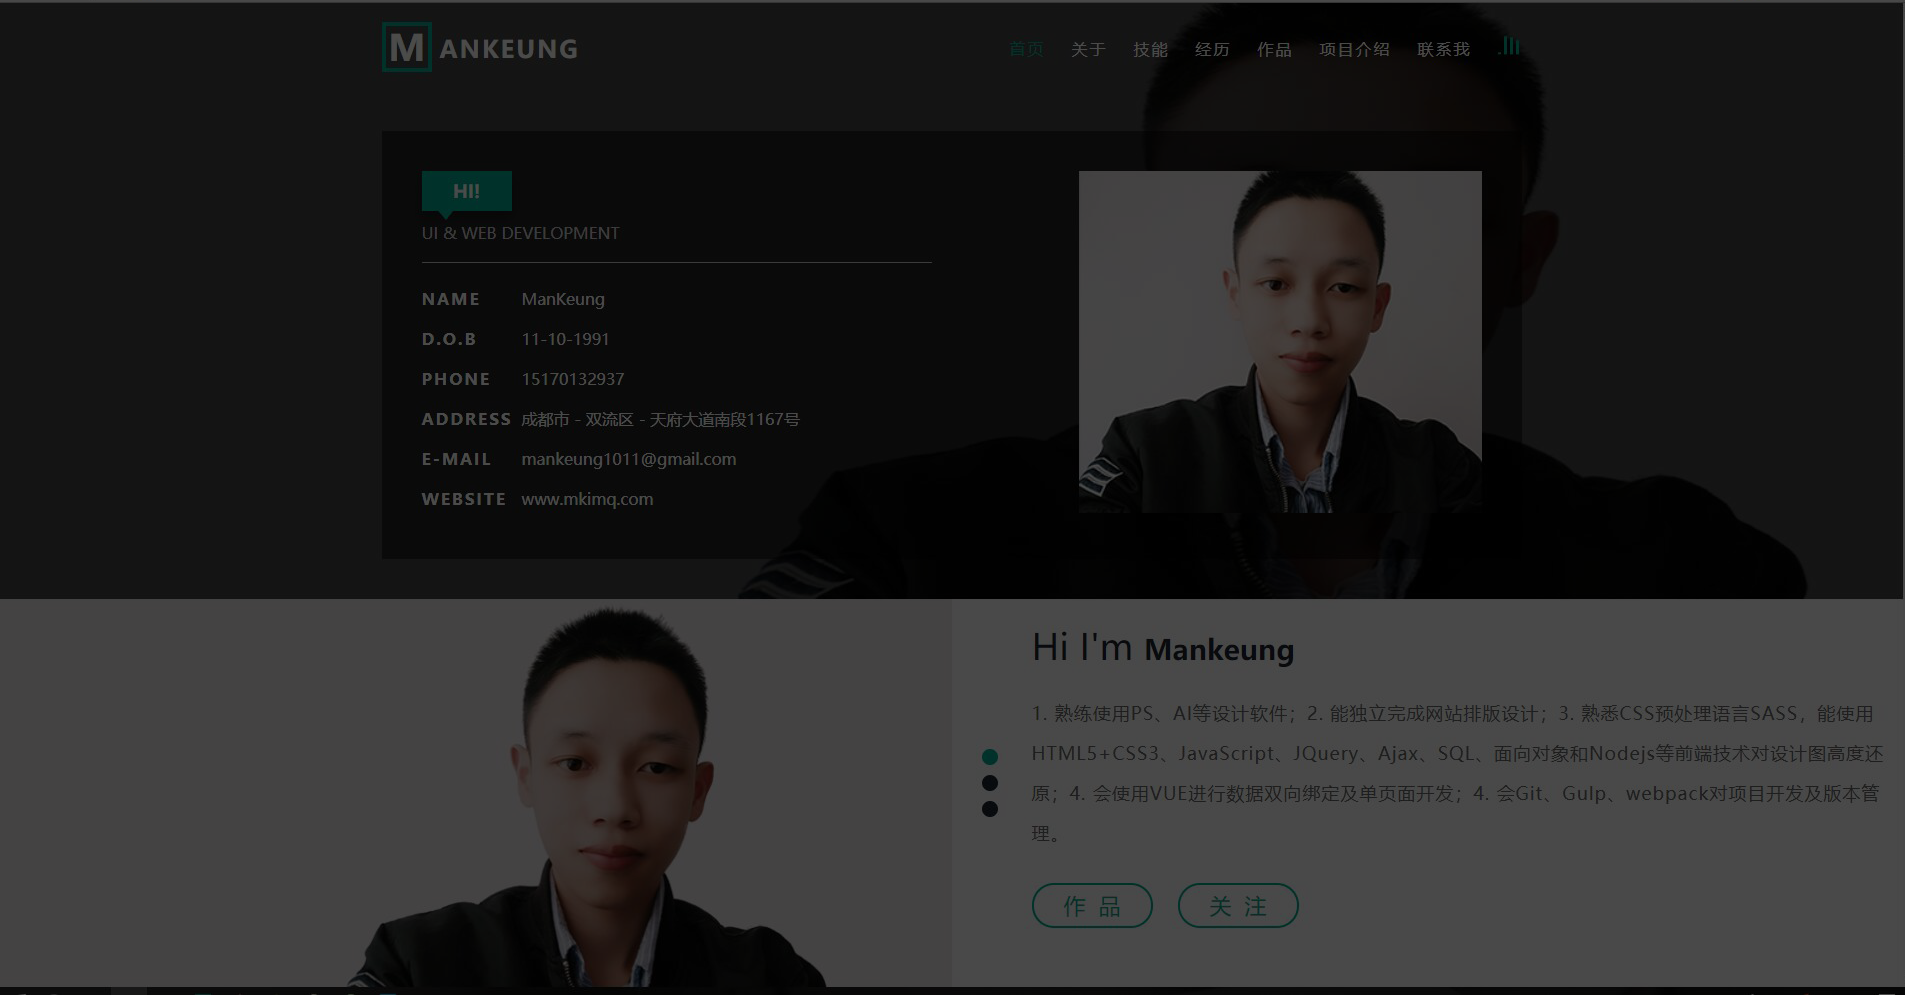 MANKEUNG
首页 关于 技能 经历 作品 项目介绍 联系我
HI!
UI & WEB DEVELOPMENT
NAME ManKeung
D.O.B 11-10-1991
PHONE 15170132937
ADDRESS 成都市 - 双流区 - 天府大道南段1167号
E-MAIL mankeung1011@gmail.com
WEBSITE www.mkimq.com
Hi I'm Mankeung
1. 熟练使用PS、AI等设计软件；2. 能独立完成网站排版设计；3. 熟悉CSS预处理语言SASS，能使用
HTML5+CSS3、JavaScript、JQuery、Ajax、SQL、面向对象和Nodejs等前端技术对设计图高度还
原；4. 会使用VUE进行数据双向绑定及单页面开发；4. 会Git、Gulp、webpack对项目开发及版本管
理。
作 品 关 注